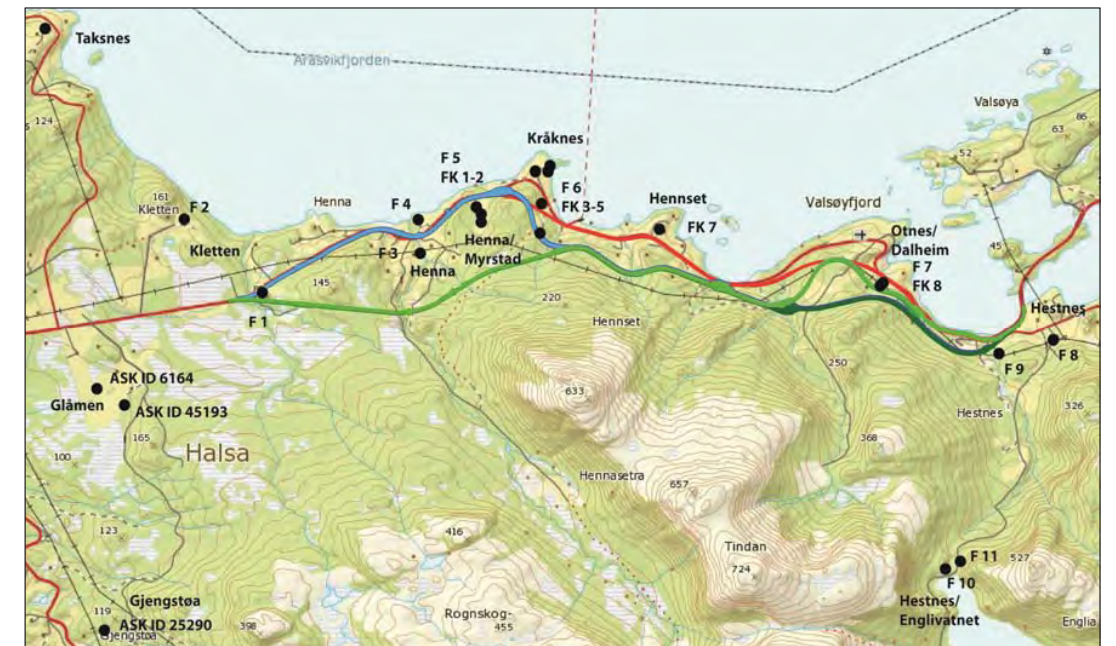 Taksnes
Arasvikfjorden
Valsøya
124
63
86
52
Kråknes
F 5
FK 1-2
161
Kletten
F 2
Henna
F 4
F 6
FK 3-5
Hennset
FK 7
Valsøyfjord
Otnes/
Dalheim
Kletten
F 3
Henna
Henna/
Myrstad
45
F 7
FK 8
145
220
F 1
Hennset
Hestnes
250
F 9
F 8
ASK ID 6164
633
Glåmen
ASK ID 45193
Hestnes
326
165
368
100
Halsa
Hennasetra
657
123
416
Tindan
724
F 11
527
F 10
Gjengstøa
119
ASK ID 25290
Gjengstøa
398
Rognskog-
455
Hestnes/
Englivatnet
Englia